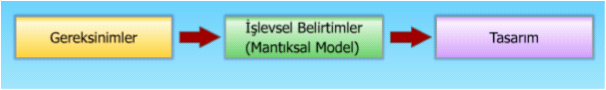 Gereksinimler
İşlevsel Belirtimler
(Mantıksal Model)
Tasarım